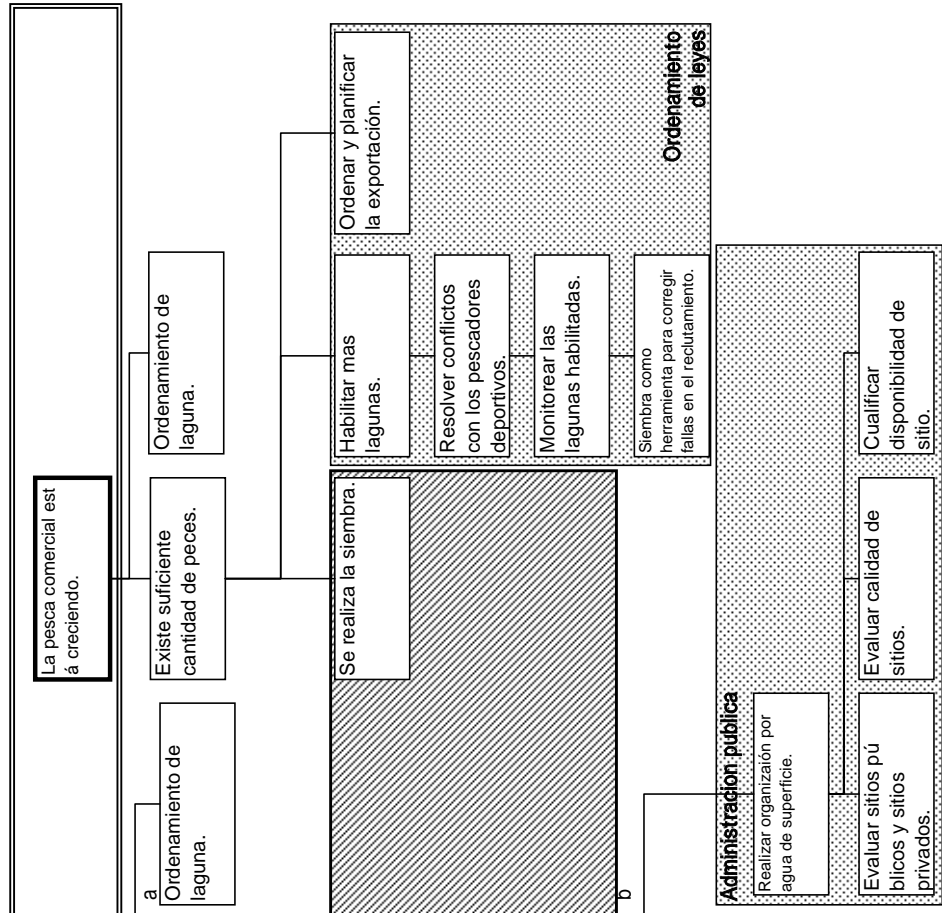 La pesca comercial est
á creciendo.
a
Ordenamiento de
laguna.
Existe suficiente
cantidad de peces.
Ordenamiento de
laguna.
Se realiza la siembra.
Habilitar mas
lagunas.
Ordenar y planificar
la exportación.
Resolver conflictos
con los pescadores
deportivos.
Monitorear las
lagunas habilitadas.
Siembra como
herramienta para corregir
fallas en el reclutamiento.
Ordenamiento
de leyes
b
Administracion publica
Realizar organizaión por
agua de superficie.
Evaluar sitios pú
blicos y sitios
privados.
Evaluar calidad de
sitios.
Cualificar
disponibilidad de
sitio.